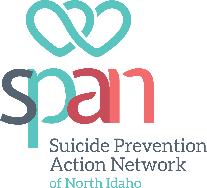 span
Suicide Prevention
Action Network
of North Idaho